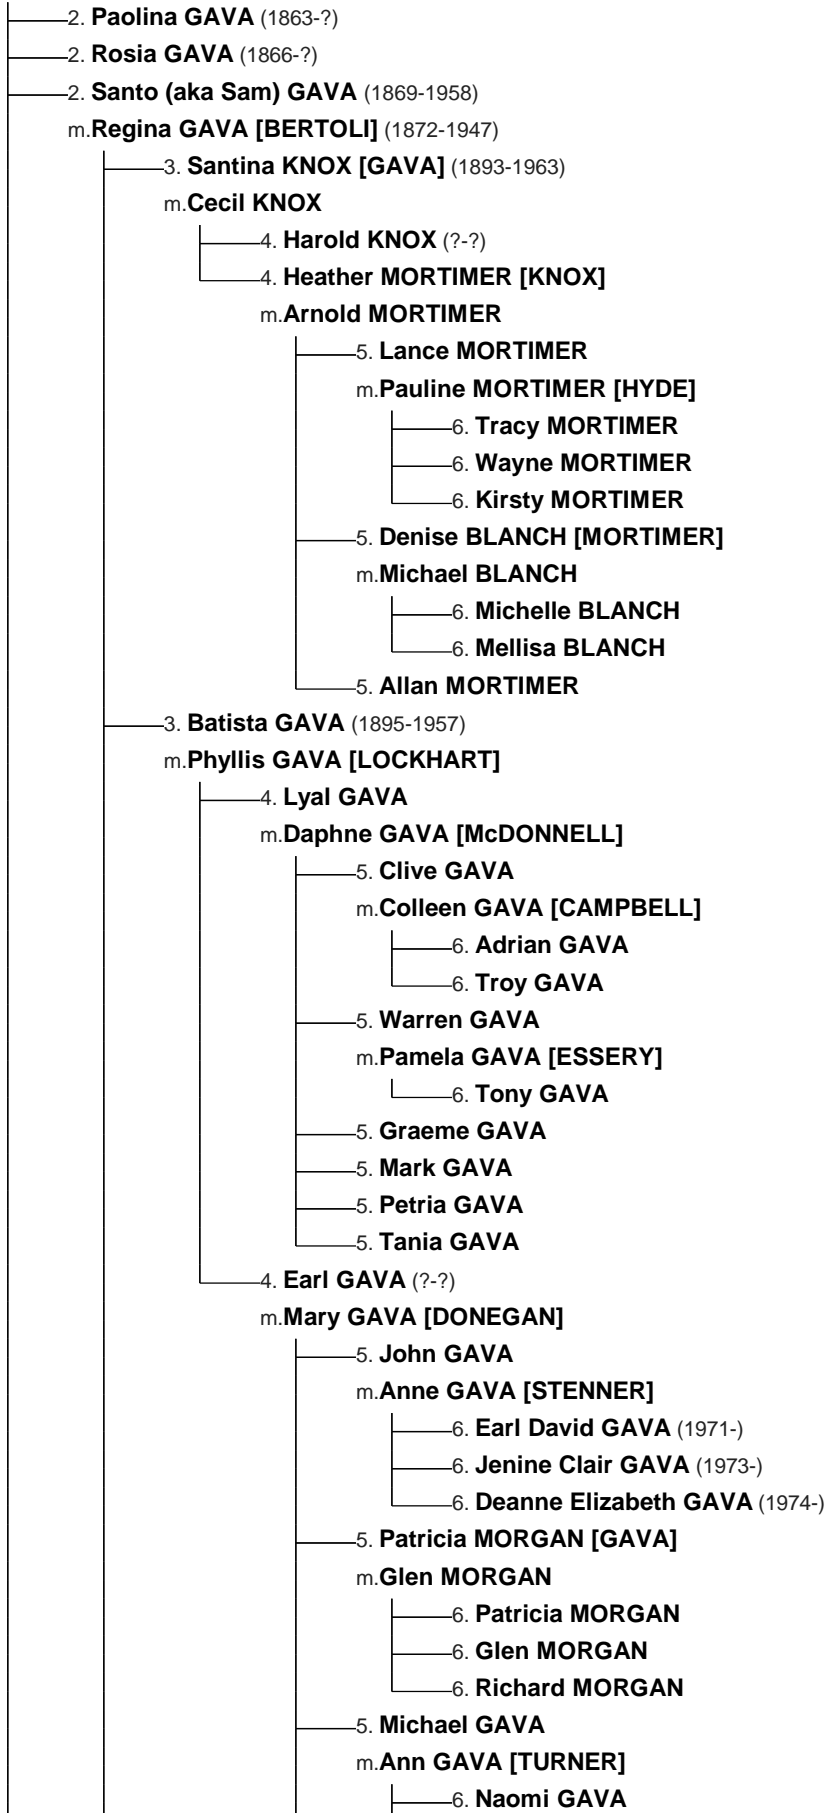 2. Paolina GAVA (1863-?)
2. Rosia GAVA (1866-?)
2. Santo (aka Sam) GAVA (1869-1958)
m.Regina GAVA [BERTOLI] (1872-1947)
3. Santina KNOX [GAVA] (1893-1963)
m.Cecil KNOX
4. Harold KNOX (?-?)
4. Heather MORTIMER [KNOX]
m.Arnold MORTIMER
5. Lance MORTIMER
m.Pauline MORTIMER [HYDE]
6. Tracy MORTIMER
6. Wayne MORTIMER
6. Kirsty MORTIMER
5. Denise BLANCH [MORTIMER]
m.Michael BLANCH
6. Michelle BLANCH
6. Mellisa BLANCH
5. Allan MORTIMER
3. Batista GAVA (1895-1957)
m.Phyllis GAVA [LOCKHART]
4. Lyal GAVA
m.Daphne GAVA [McDONNELL]
5. Clive GAVA
m.Colleen GAVA [CAMPBELL]
6. Adrian GAVA
6. Troy GAVA
5. Warren GAVA
m.Pamela GAVA [ESSERY]
6. Tony GAVA
5. Graeme GAVA
5. Mark GAVA
5. Petria GAVA
5. Tania GAVA
4. Earl GAVA (?-?)
m.Mary GAVA [DONEGAN]
5. John GAVA
m.Anne GAVA [STENNER]
6. Earl David GAVA (1971-)
6. Jenine Clair GAVA (1973-)
6. Deanne Elizabeth GAVA (1974-)
5. Patricia MORGAN [GAVA]
m.Glen MORGAN
6. Patricia MORGAN
6. Glen MORGAN
6. Richard MORGAN
5. Michael GAVA
m.Ann GAVA [TURNER]
6. Naomi GAVA